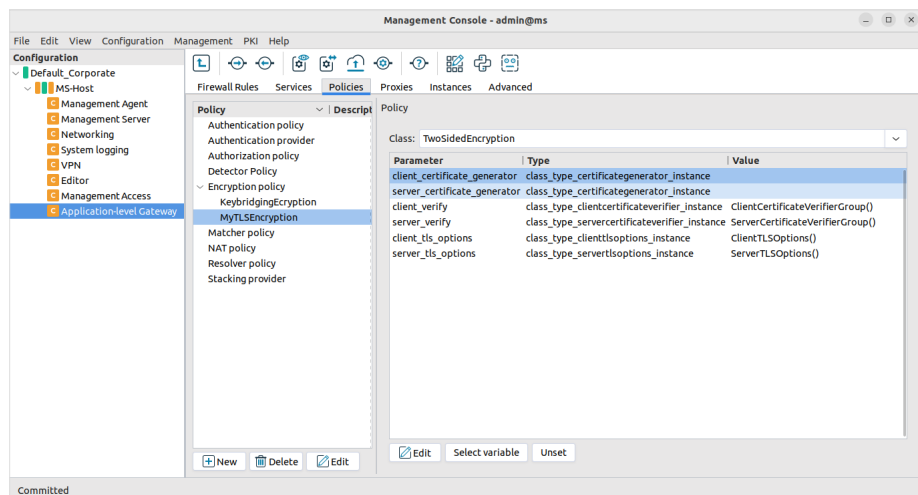 Management Console - admin@ms
File Edit View Configuration Management PKI Help
Configuration
Default_Corporate
MS-Host
Management Agent
Management Server
Networking
System logging
VPN
Editor
Management Access
Application-level Gateway
Firewall Rules Services Policies Proxies Instances Advanced
Policy Descript
Authentication policy
Authentication provider
Authorization policy
Detector Policy
Encryption policy
KeybridgingEcryption
MyTLSEncryption
Matcher policy
NAT policy
Resolver policy
Stacking provider
New Delete Edit
Policy
Class: TwoSidedEncryption
Parameter Type Value
client_certificate_generator class_type_certificategenerator_instance
server_certificate_generator class_type_certificategenerator_instance
client_verify class_type_clientcertificateverifier_instance ClientCertificateVerifierGroup()
server_verify class_type_servercertificateverifier_instance ServerCertificateVerifierGroup()
client_tls_options class_type_clienttlsoptions_instance ClientTLSOptions()
server_tls_options class_type_servertlsoptions_instance ServerTLSOptions()
Edit Select variable Unset
Committed